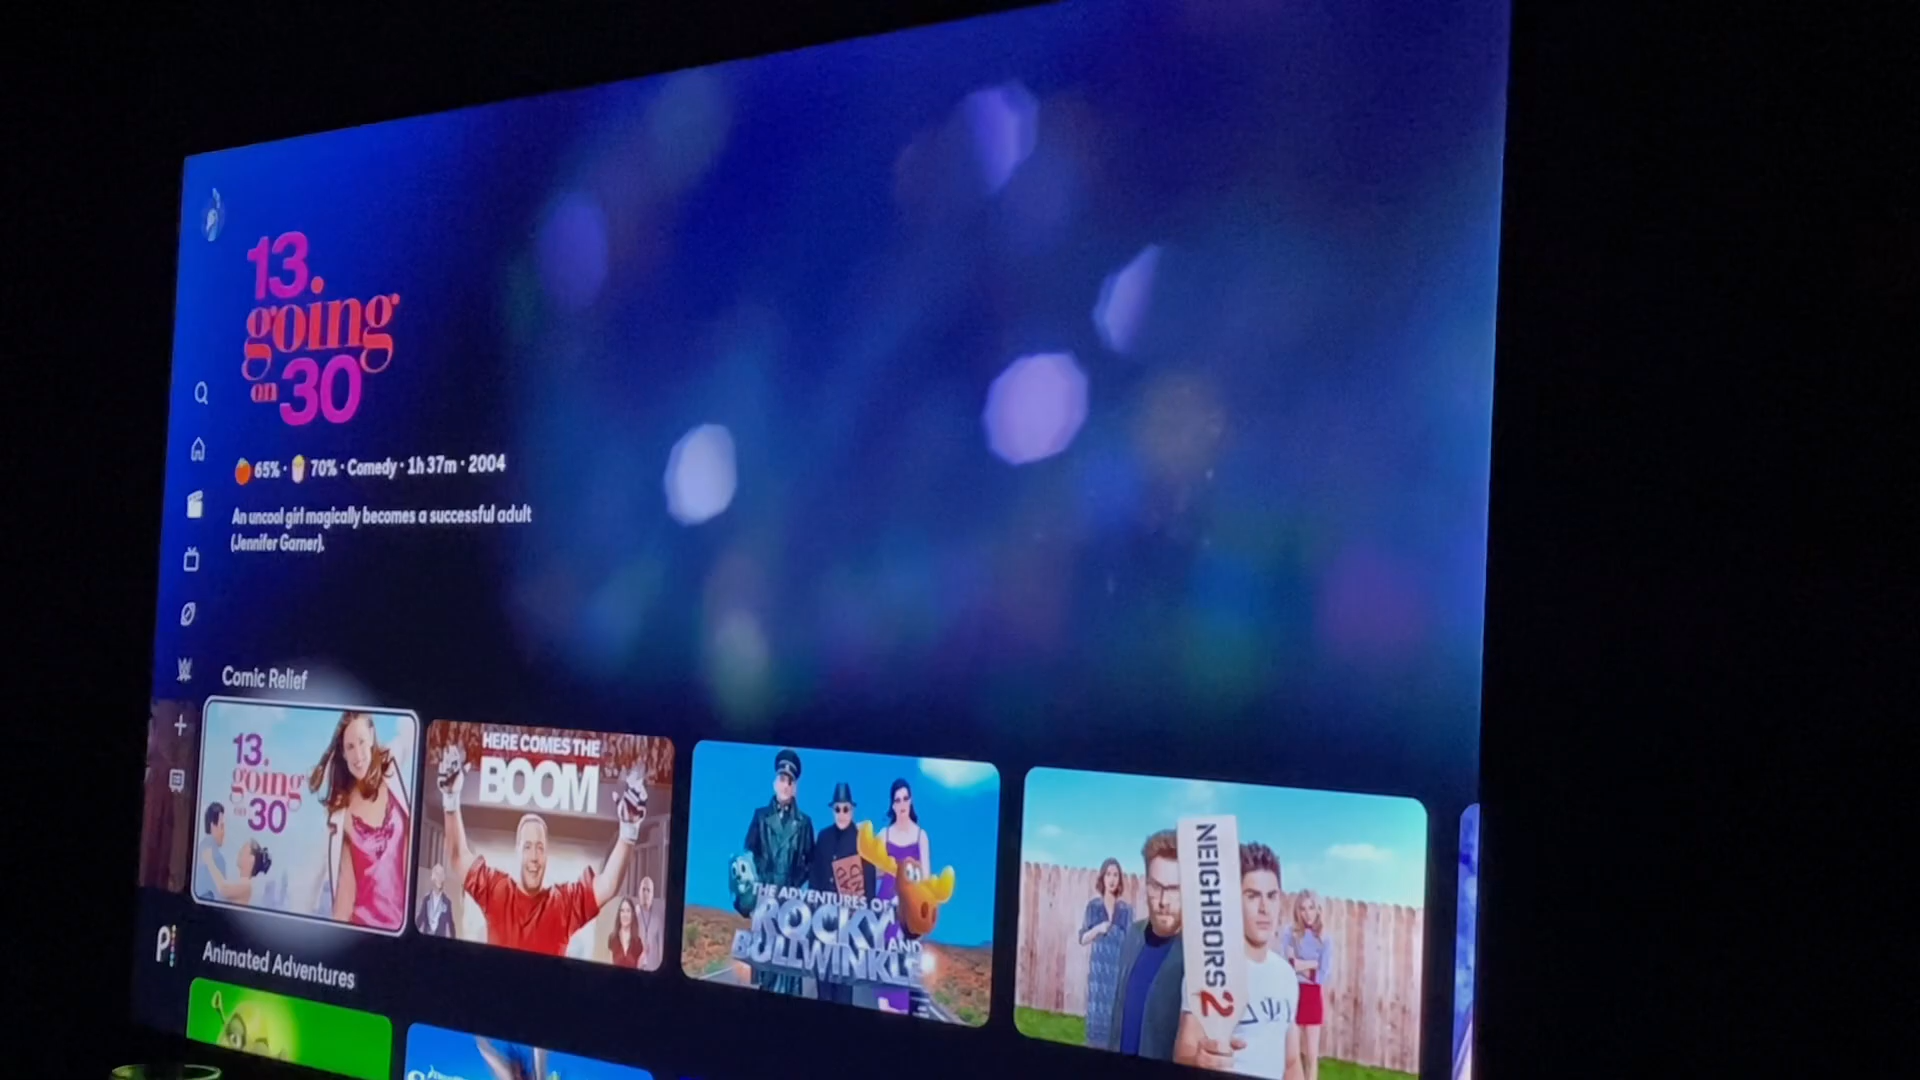 13.
going
on 30
65% · 70% · Comedy · 1h 37m · 2004
An uncool girl magically becomes a successful adult
(Jennifer Garner).
Comic Relief
13.
going
on 30
HERE COMES THE
BOOM
THE ADVENTURES OF
ROCKY AND
BULLWINKLE
NEIGHBORS 2
ΔΨ
Animated Adventures